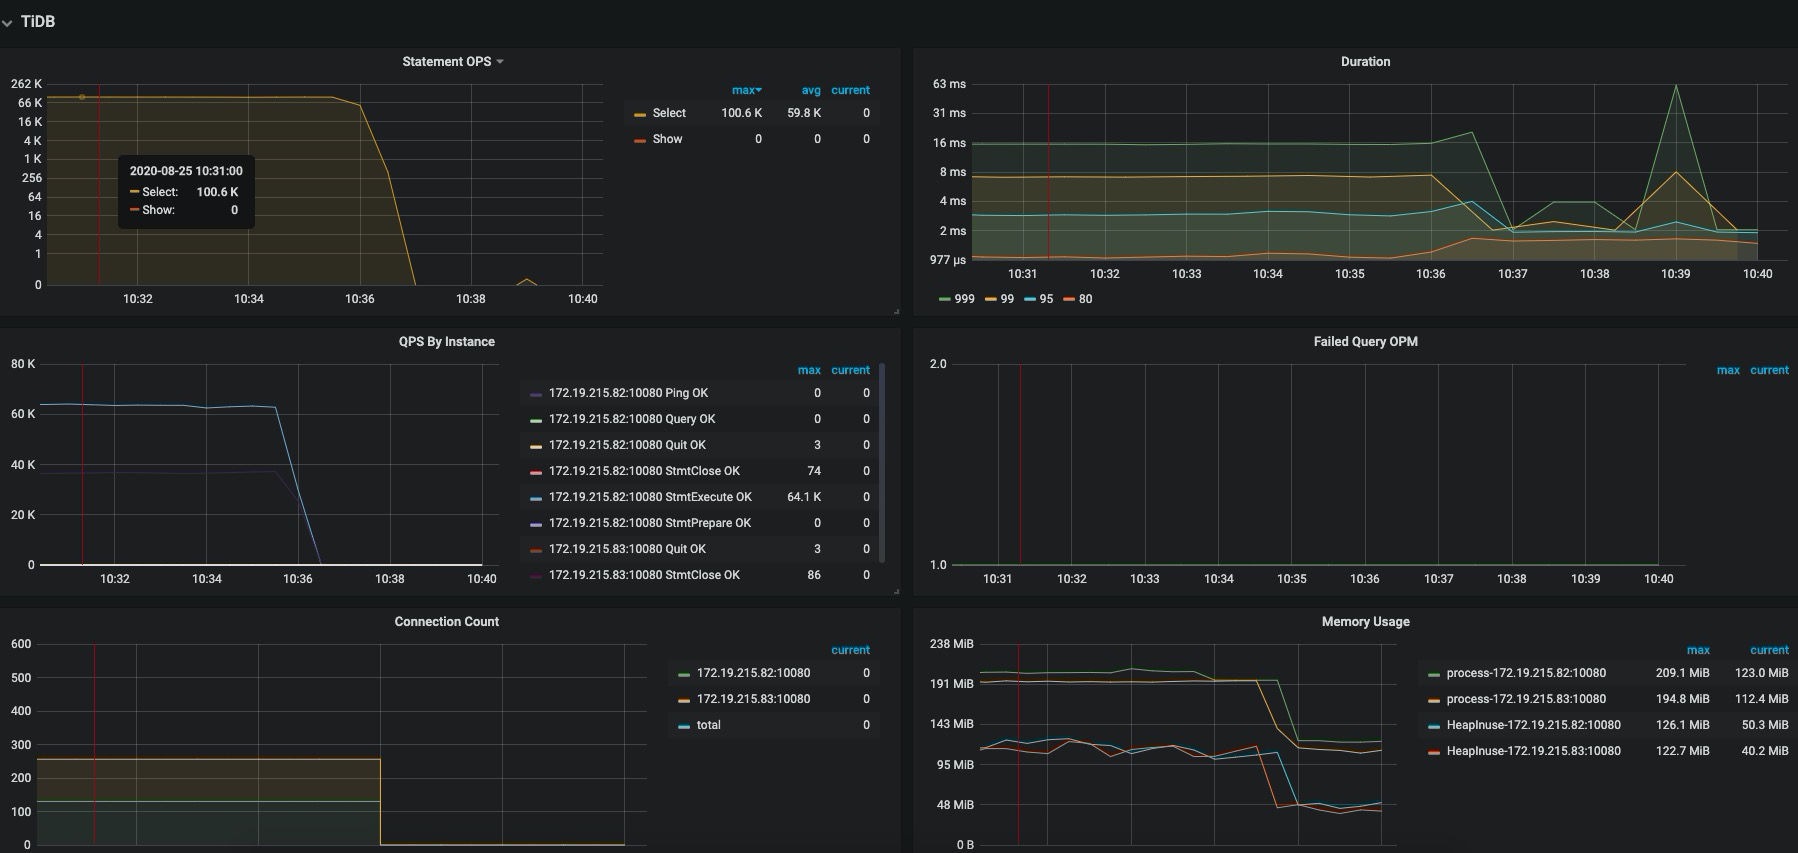 TiDB
Statement OPS
262 K
66 K
16 K
4 K
1 K
256
64
16
4
1
0
10:32 10:34 10:36 10:38 10:40
2020-08-25 10:31:00
Select: 100.6 K
Show: 0
max avg current
Select 100.6 K 59.8 K 0
Show 0 0 0
Duration
63 ms
31 ms
16 ms
8 ms
4 ms
2 ms
977 µs
10:31 10:32 10:33 10:34 10:35 10:36 10:37 10:38 10:39 10:40
999 99 95 80
QPS By Instance
80 K
60 K
40 K
20 K
0
10:32 10:34 10:36 10:38 10:40
max current
172.19.215.82:10080 Ping OK 0 0
172.19.215.82:10080 Query OK 0 0
172.19.215.82:10080 Quit OK 3 0
172.19.215.82:10080 StmtClose OK 74 0
172.19.215.82:10080 StmtExecute OK 64.1 K 0
172.19.215.82:10080 StmtPrepare OK 0 0
172.19.215.83:10080 Quit OK 3 0
172.19.215.83:10080 StmtClose OK 86 0
Failed Query OPM
2.0
1.0
10:31 10:32 10:33 10:34 10:35 10:36 10:37 10:38 10:39 10:40
max current
Connection Count
600
500
400
300
200
100
0
current
172.19.215.82:10080 0
172.19.215.83:10080 0
total 0
Memory Usage
238 MiB
191 MiB
143 MiB
95 MiB
48 MiB
0 B
max current
process-172.19.215.82:10080 209.1 MiB 123.0 MiB
process-172.19.215.83:10080 194.8 MiB 112.4 MiB
HeapInuse-172.19.215.82:10080 126.1 MiB 50.3 MiB
HeapInuse-172.19.215.83:10080 122.7 MiB 40.2 MiB